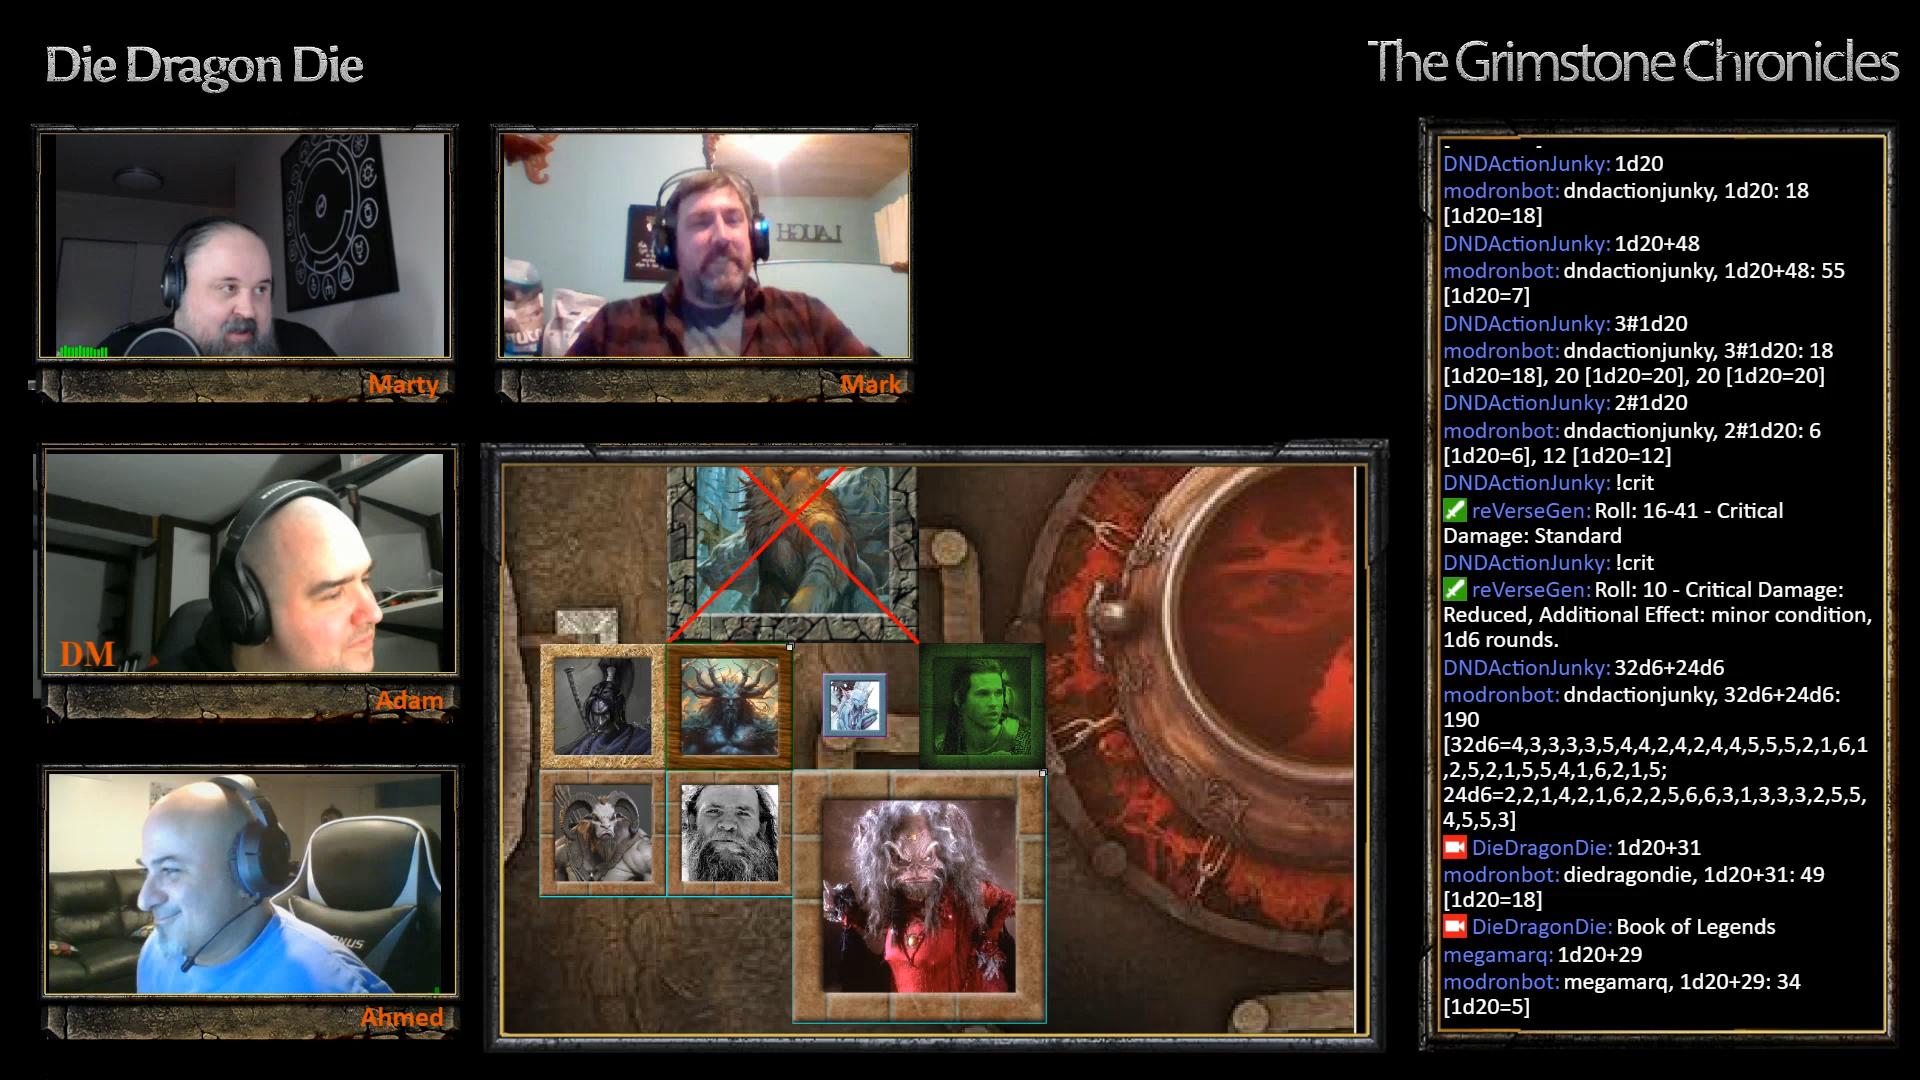 Die Dragon Die
The Grimstone Chronicles
Marty
LAUGH
Mark
DM
Adam
Ahmed
DNDActionJunky: 1d20
modronbot: dndactionjunky, 1d20: 18
[1d20=18]
DNDActionJunky: 1d20+48
modronbot: dndactionjunky, 1d20+48: 55
[1d20=7]
DNDActionJunky: 3#1d20
modronbot: dndactionjunky, 3#1d20: 18
[1d20=18], 20 [1d20=20], 20 [1d20=20]
DNDActionJunky: 2#1d20
modronbot: dndactionjunky, 2#1d20: 6
[1d20=6], 12 [1d20=12]
DNDActionJunky: !crit
reVerseGen: Roll: 16-41 - Critical
Damage: Standard
DNDActionJunky: !crit
reVerseGen: Roll: 10 - Critical Damage:
Reduced, Additional Effect: minor condition,
1d6 rounds.
DNDActionJunky: 32d6+24d6
modronbot: dndactionjunky, 32d6+24d6:
190
[32d6=4,3,3,3,3,5,4,4,2,4,2,4,4,5,5,5,2,1,6,1
,2,5,2,1,5,5,4,1,6,2,1,5;
24d6=2,2,1,4,2,1,6,2,2,5,6,6,3,1,3,3,3,2,5,5,
4,5,5,3]
DieDragonDie: 1d20+31
modronbot: diedragondie, 1d20+31: 49
[1d20=18]
DieDragonDie: Book of Legends
megamarq: 1d20+29
modronbot: megamarq, 1d20+29: 34
[1d20=5]